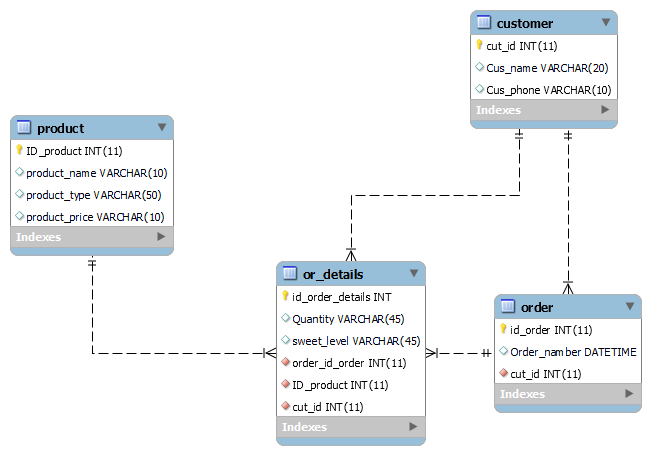 customer
cut_id INT(11)
Cus_name VARCHAR(20)
Cus_phone VARCHAR(10)
Indexes
product
ID_product INT(11)
product_name VARCHAR(10)
product_type VARCHAR(50)
product_price VARCHAR(10)
Indexes
or_details
id_order_details INT
Quantity VARCHAR(45)
sweet_level VARCHAR(45)
order_id_order INT(11)
ID_product INT(11)
cut_id INT(11)
Indexes
order
id_order INT(11)
Order_namber DATETIME
cut_id INT(11)
Indexes